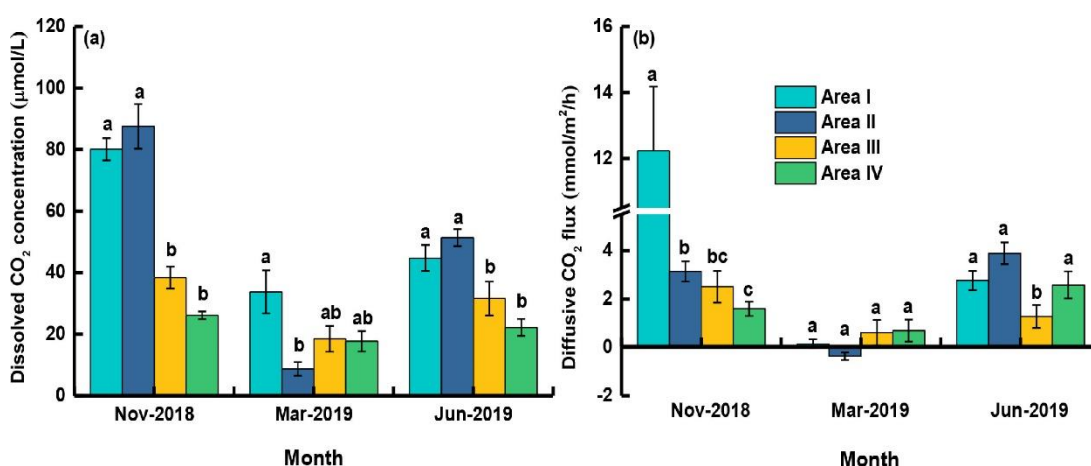 (a)
Dissolved CO₂ concentration (μmol/L)
120
100
80
60
40
20
0
a
a
b
b
a
b
ab
ab
a
a
b
b
Nov-2018
Mar-2019
Jun-2019
Month
(b)
Diffusive CO₂ flux (mmol/m²/h)
16
14
12
4
2
0
-2
a
b
bc
c
a
a
a
a
a
a
b
a
Area I
Area II
Area III
Area IV
Nov-2018
Mar-2019
Jun-2019
Month